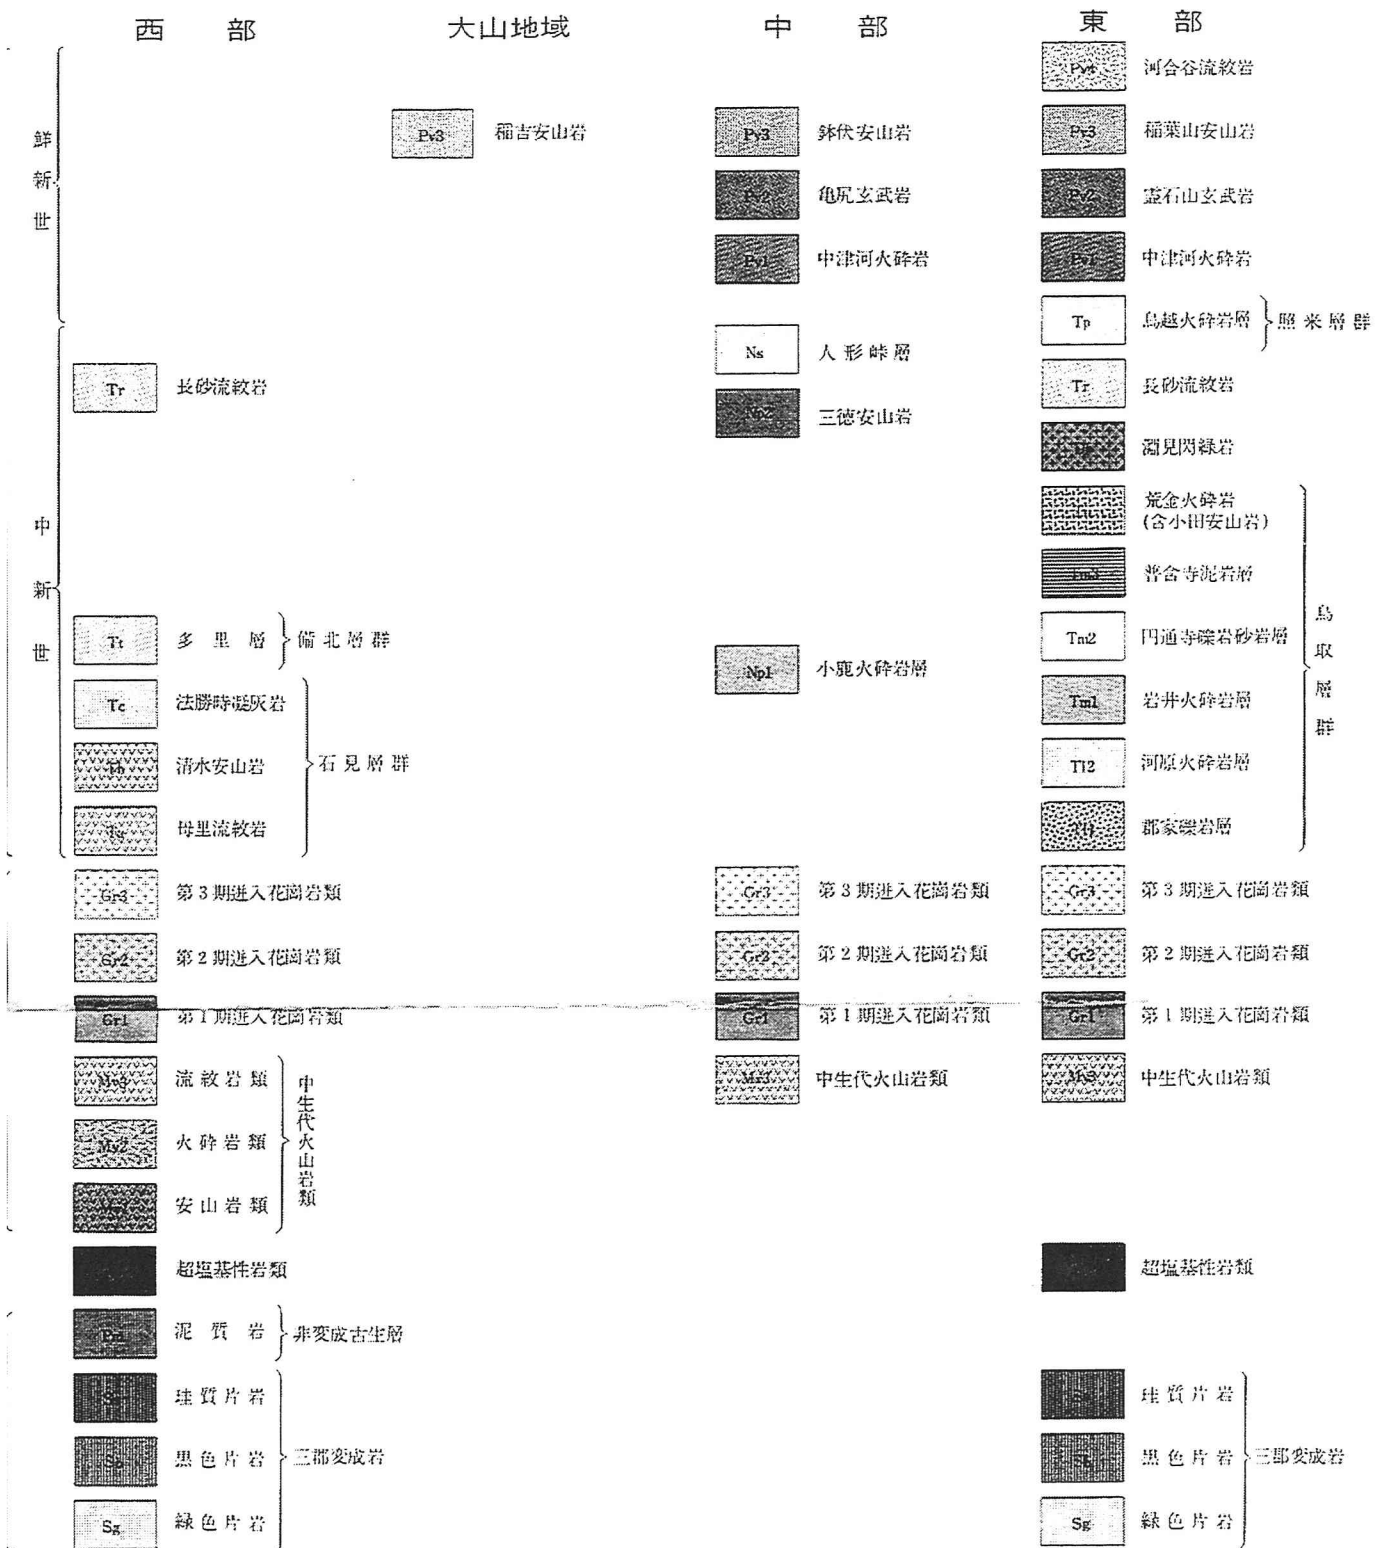 西部
大山地域
中部
東部
鮮新世
中新世
Pv3 稲吉安山岩
Tr 長砂流紋岩
Tt 多里層
備北層群
Tc 法勝時凝灰岩
Tb 清水安山岩
Ta 母里流紋岩
石見層群
Gr3 第3期迸入花崗岩類
Gr2 第2期迸入花崗岩類
Gr1 第1期迸入花崗岩類
Mv3 流紋岩類
Mv2 火砕岩類
安山岩類
中生代火山岩類
超塩基性岩類
Pm 泥質岩
非変成古生層
珪質片岩
Sb 黒色片岩
Sg 緑色片岩
三郡変成岩
Pv3 鉢伏安山岩
Pv2 亀尻玄武岩
Pv1 中津河火砕岩
Ns 人形峠層
Np2 三徳安山岩
Np1 小鹿火砕岩層
Gr3 第3期迸入花崗岩類
Gr2 第2期迸入花崗岩類
Gr1 第1期迸入花崗岩類
Mv3 中生代火山岩類
Pv4 河合谷流紋岩
Pv3 稲葉山安山岩
Pv2 霊石山玄武岩
Pv1 中津河火砕岩
Tp 鳥越火砕岩層
照来層群
Tr 長砂流紋岩
淵見閃緑岩
荒金火砕岩
(含小田安山岩)
Tm3 普含寺泥岩層
Tm2 円通寺礫岩砂岩層
Tm1 岩井火砕岩層
Tl2 河原火砕岩層
Tl1 郡家礫岩層
鳥取層群
Gr3 第3期迸入花崗岩類
Gr2 第2期迸入花崗岩類
Gr1 第1期迸入花崗岩類
Mv3 中生代火山岩類
超塩基性岩類
珪質片岩
Sb 黒色片岩
Sg 緑色片岩
三郡変成岩